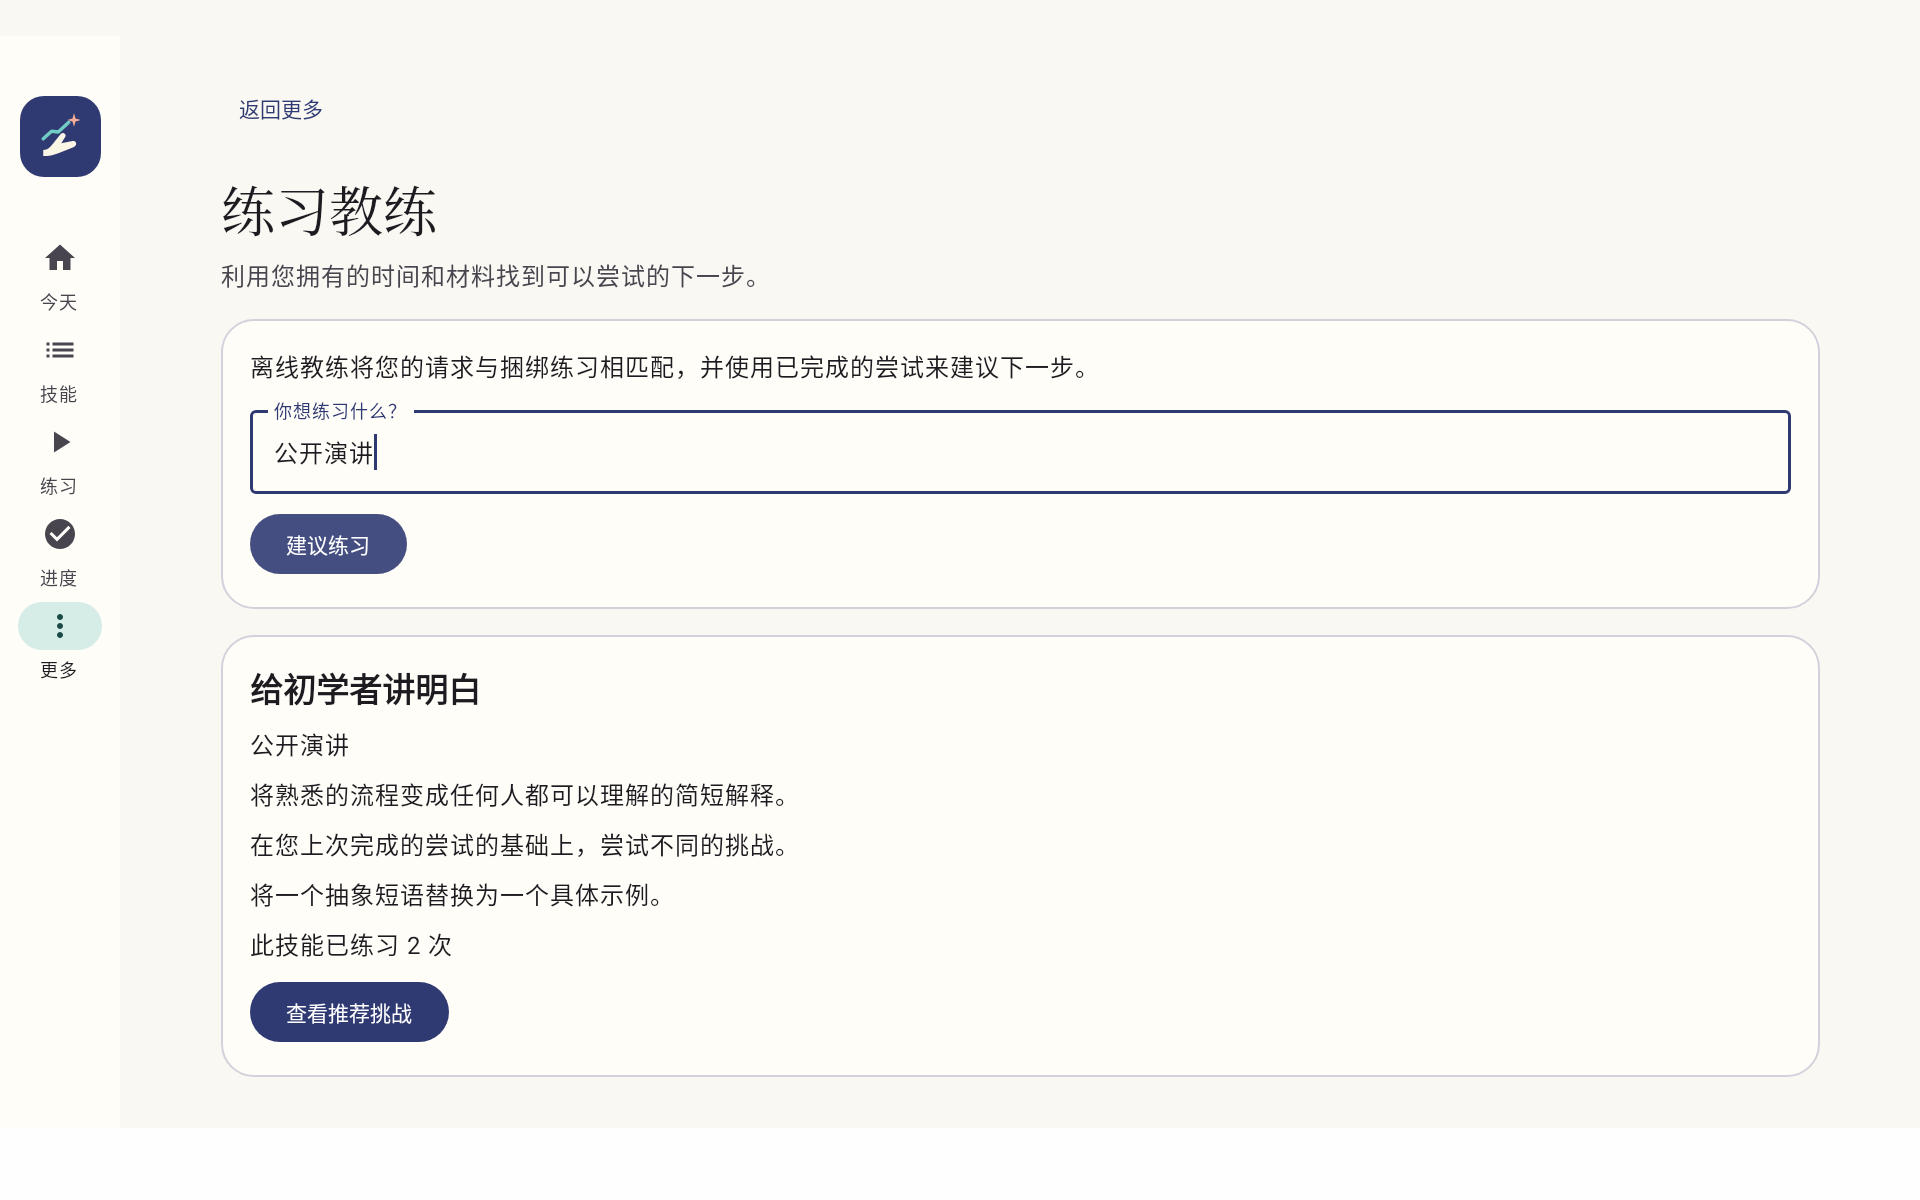 返回更多
练习教练
利用您拥有的时间和材料找到可以尝试的下一步。
今天
技能
练习
进度
更多
离线教练将您的请求与捆绑练习相匹配，并使用已完成的尝试来建议下一步。
你想练习什么？
公开演讲
建议练习
给初学者讲明白
公开演讲
将熟悉的流程变成任何人都可以理解的简短解释。
在您上次完成的尝试的基础上，尝试不同的挑战。
将一个抽象短语替换为一个具体示例。
此技能已练习 2 次
查看推荐挑战